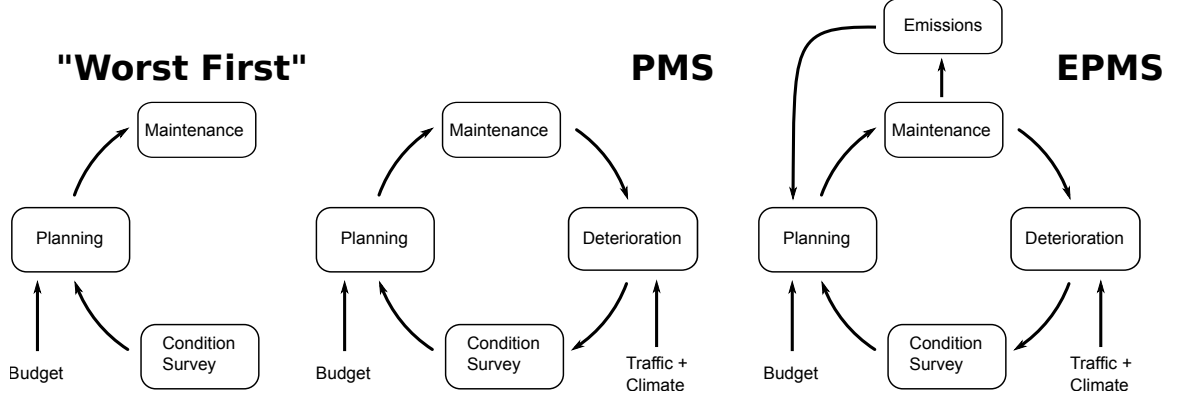 "Worst First"
Maintenance
Planning
Condition
Survey
Budget
PMS
Maintenance
Planning
Deterioration
Condition
Survey
Budget
Traffic +
Climate
EPMS
Emissions
Maintenance
Planning
Deterioration
Condition
Survey
Budget
Traffic +
Climate